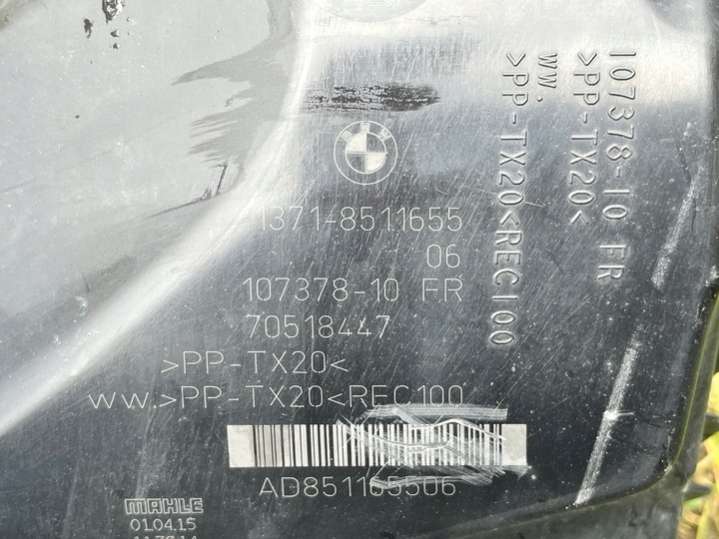 1371-8511655
06
107378-10 FR
70518447
>PP-TX20<
ww.>PP-TX20<REC100
AD851165506
MAHLE
01.04.15
107378-10 FR
>PP-TX20<
ww.
>PP-TX20<REC100